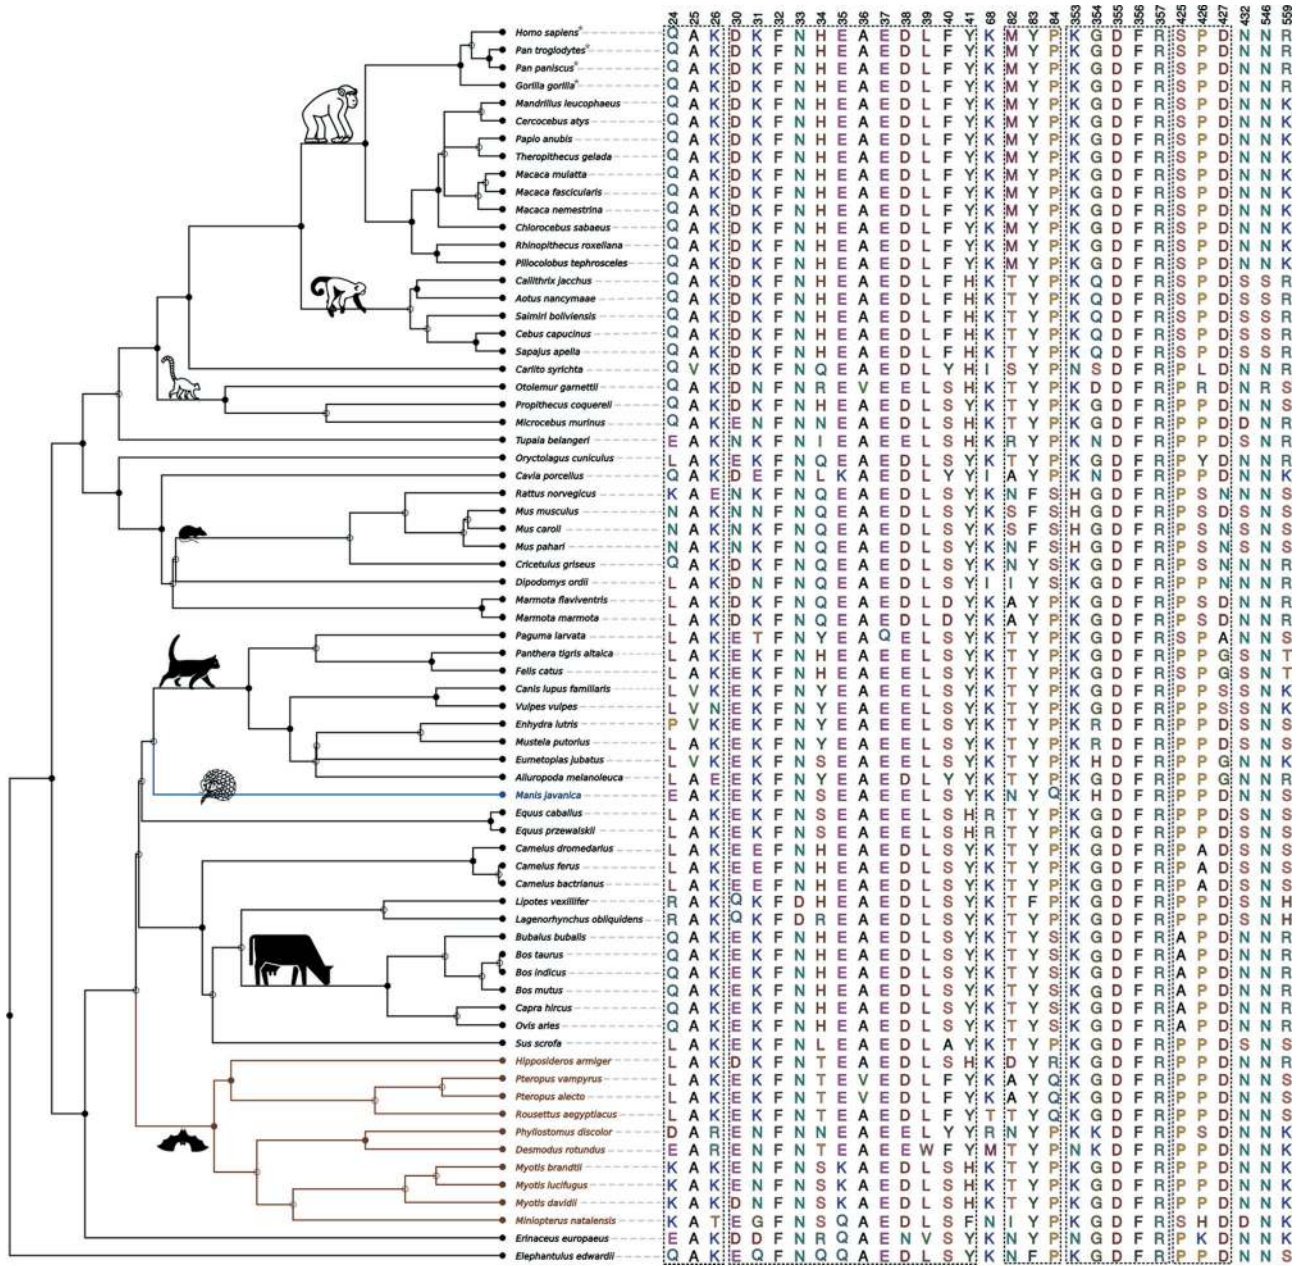 24 25 26 30 31 32 33 34 35 36 37 38 39 40 41 68 82 83 84 353 354 355 356 357 425 426 427 432 546 559
Homo sapiens* Q A K D K F N H E A E D L F Y K M Y P K G D F R S P D N N R
Pan troglodytes* Q A K D K F N H E A E D L F Y K M Y P K G D F R S P D N N R
Pan paniscus* Q A K D K F N H E A E D L F Y K M Y P K G D F R S P D N N R
Gorilla gorilla* Q A K D K F N H E A E D L F Y K M Y P K G D F R S P D N N R
Mandrillus leucophaeus Q A K D K F N H E A E D L F Y K M Y P K G D F R S P D N N K
Cercocebus atys Q A K D K F N H E A E D L F Y K M Y P K G D F R S P D N N K
Papio anubis Q A K D K F N H E A E D L F Y K M Y P K G D F R S P D N N K
Theropithecus gelada Q A K D K F N H E A E D L F Y K M Y P K G D F R S P D N N K
Macaca mulatta Q A K D K F N H E A E D L F Y K M Y P K G D F R S P D N N K
Macaca fascicularis Q A K D K F N H E A E D L F Y K M Y P K G D F R S P D N N K
Macaca nemestrina Q A K D K F N H E A E D L F Y K M Y P K G D F R S P D N N K
Chlorocebus sabaeus Q A K D K F N H E A E D L F Y K M Y P K G D F R S P D N N K
Rhinopithecus roxellana Q A K D K F N H E A E D L F Y K M Y P K G D F R S P D N N K
Piliocolobus tephrosceles Q A K D K F N H E A E D L F Y K M Y P K G D F R S P D N N K
Callithrix jacchus Q A K D K F N H E A E D L F H K T Y P K Q D F R S P D S S R
Aotus nancymaae Q A K D K F N H E A E D L F H K T Y P K Q D F R S P D S S R
Saimiri boliviensis Q A K D K F N H E A E D L F H K T Y P K Q D F R S P D S S R
Cebus capucinus Q A K D K F N H E A E D L F H K T Y P K Q D F R S P D S S R
Sapajus apella Q A K D K F N H E A E D L F H K T Y P K Q D F R S P D S S R
Carlito syrichta Q V K D K F N Q E A E D L Y H I S Y P N S D F R P L D N N R
Otolemur garnettii Q A K D N F N R E V E E L S H K T Y P K D D F R P R D N R S
Propithecus coquereli Q A K D K F N H E A E D L S Y K T Y P K G D F R P P D N N S
Microcebus murinus Q A K E N F N N E A E D L S H K T Y P K G D F R P P D D N R
Tupaia belangeri E A K N K F N I E A E E L S H K R Y P K N D F R P P D S N R
Oryctolagus cuniculus L A K E K F N Q E A E D L S Y K T Y P K G D F R P Y D N N R
Cavia porcellus Q A K D E F N L K A E D L Y Y I A Y P K N D F R P P D N N K
Rattus norvegicus K A E N K F N Q E A E D L S Y K N F S H G D F R P S N N N S
Mus musculus N A K N N F N Q E A E D L S Y K S F S H G D F R P S D S N S
Mus caroli N A K N K F N Q E A E D L S Y K S F S H G D F R P S N S N S
Mus pahari N A K N K F N Q E A E D L S Y K N F S H G D F R P S N S N S
Cricetulus griseus Q A K D K F N Q E A E D L S Y K N Y S K G D F R P S N N N R
Dipodomys ordii L A K D N F N Q E A E D L S Y I I Y S K G D F R P P N N N R
Marmota flaviventris L A K D K F N Q E A E D L D Y K A Y P K G D F R P S D N N R
Marmota marmota L A K D K F N Q E A E D L D Y K A Y P K G D F R P S D N N R
Paguma larvata L A K E T F N Y E A Q E L S Y K T Y P K G D F R S P A N N S
Panthera tigris altaica L A K E K F N H E A E E L S Y K T Y P K G D F R P P G S N T
Felis catus L A K E K F N H E A E E L S Y K T Y P K G D F R S P G S N T
Canis lupus familiaris L V K E K F N Y E A E E L S Y K T Y P K G D F R P P S S N K
Vulpes vulpes L V N E K F N Y E A E E L S Y K T Y P K G D F R P P S S N K
Enhydra lutris P V K E K F N Y E A E E L S Y K T Y P K R D F R P P D S N S
Mustela putorius L A K E K F N Y E A E E L S Y K T Y P K R D F R P P D S N S
Eumetopias jubatus L V K E K F N S E A E E L S Y K T Y P K H D F R P P G N N K
Ailuropoda melanoleuca L A E E K F N Y E A E D L Y Y K T Y P K G D F R P P G N N R
Manis javanica E A K E K F N S E A E E L S Y K N Y Q K H D F R P P D N N S
Equus caballus L A K E K F N S E A E E L S H R T Y P K G D F R P P D S N S
Equus przewalskii L A K E K F N S E A E E L S H R T Y P K G D F R P P D S N S
Camelus dromedarius L A K E E F N H E A E D L S Y K T Y P K G D F R P A D S N S
Camelus ferus L A K E E F N H E A E D L S Y K T Y P K G D F R P A D S N S
Camelus bactrianus L A K E E F N H E A E D L S Y K T Y P K G D F R P A D S N S
Lipotes vexillifer R A K Q K F D H E A E D L S Y K T F P K G D F R P P D S N H
Lagenorhynchus obliquidens R A K Q K F D R E A E D L S Y K T Y P K G D F R P P D S N H
Bubalus bubalis Q A K E K F N H E A E D L S Y K T Y S K G D F R A P D N N R
Bos taurus Q A K E K F N H E A E D L S Y K T Y S K G D F R A P D N N R
Bos indicus Q A K E K F N H E A E D L S Y K T Y S K G D F R A P D N N R
Bos mutus Q A K E K F N H E A E D L S Y K T Y S K G D F R A P D N N R
Capra hircus Q A K E K F N H E A E D L S Y K T Y S K G D F R A P D N N R
Ovis aries Q A K E K F N H E A E D L S Y K T Y S K G D F R A P D N N R
Sus scrofa L A K E K F N L E A E D L A Y K T Y P K G D F R P P D S N S
Hipposideros armiger L A K D K F N T E A E D L S H K D Y R K G D F R P P D N N R
Pteropus vampyrus L A K E K F N T E V E D L F Y K A Y Q K G D F R P P D N N S
Pteropus alecto L A K E K F N T E V E D L F Y K A Y Q K G D F R P P D N N S
Rousettus aegyptiacus L A K E K F N T E A E D L F Y T T Y Q K G D F R P P D N N S
Phyllostomus discolor D A R E N F N N E A E E L Y Y R N Y P K K D F R P S D N N K
Desmodus rotundus E A R E N F N T E A E E W F Y M T Y P N K D F R P P D N N K
Myotis brandtii K A K E N F N S K A E D L S H K T Y P K G D F R P P D N N K
Myotis lucifugus K A K E N F N S K A E D L S H K T Y P K G D F R P P D N N K
Myotis davidii K A K D N F N S K A E D L S H K T Y P K G D F R P P D N N K
Miniopterus natalensis K A T E G F N S Q A E D L S F N I Y P K G D F R S H D D N K
Erinaceus europaeus E A K D D F N R Q A E N V S Y K N Y P N G D F R P K D N N K
Elephantulus edwardii Q A K E Q F N Q Q A E D L S Y K N F P K G D F R P P D N N S